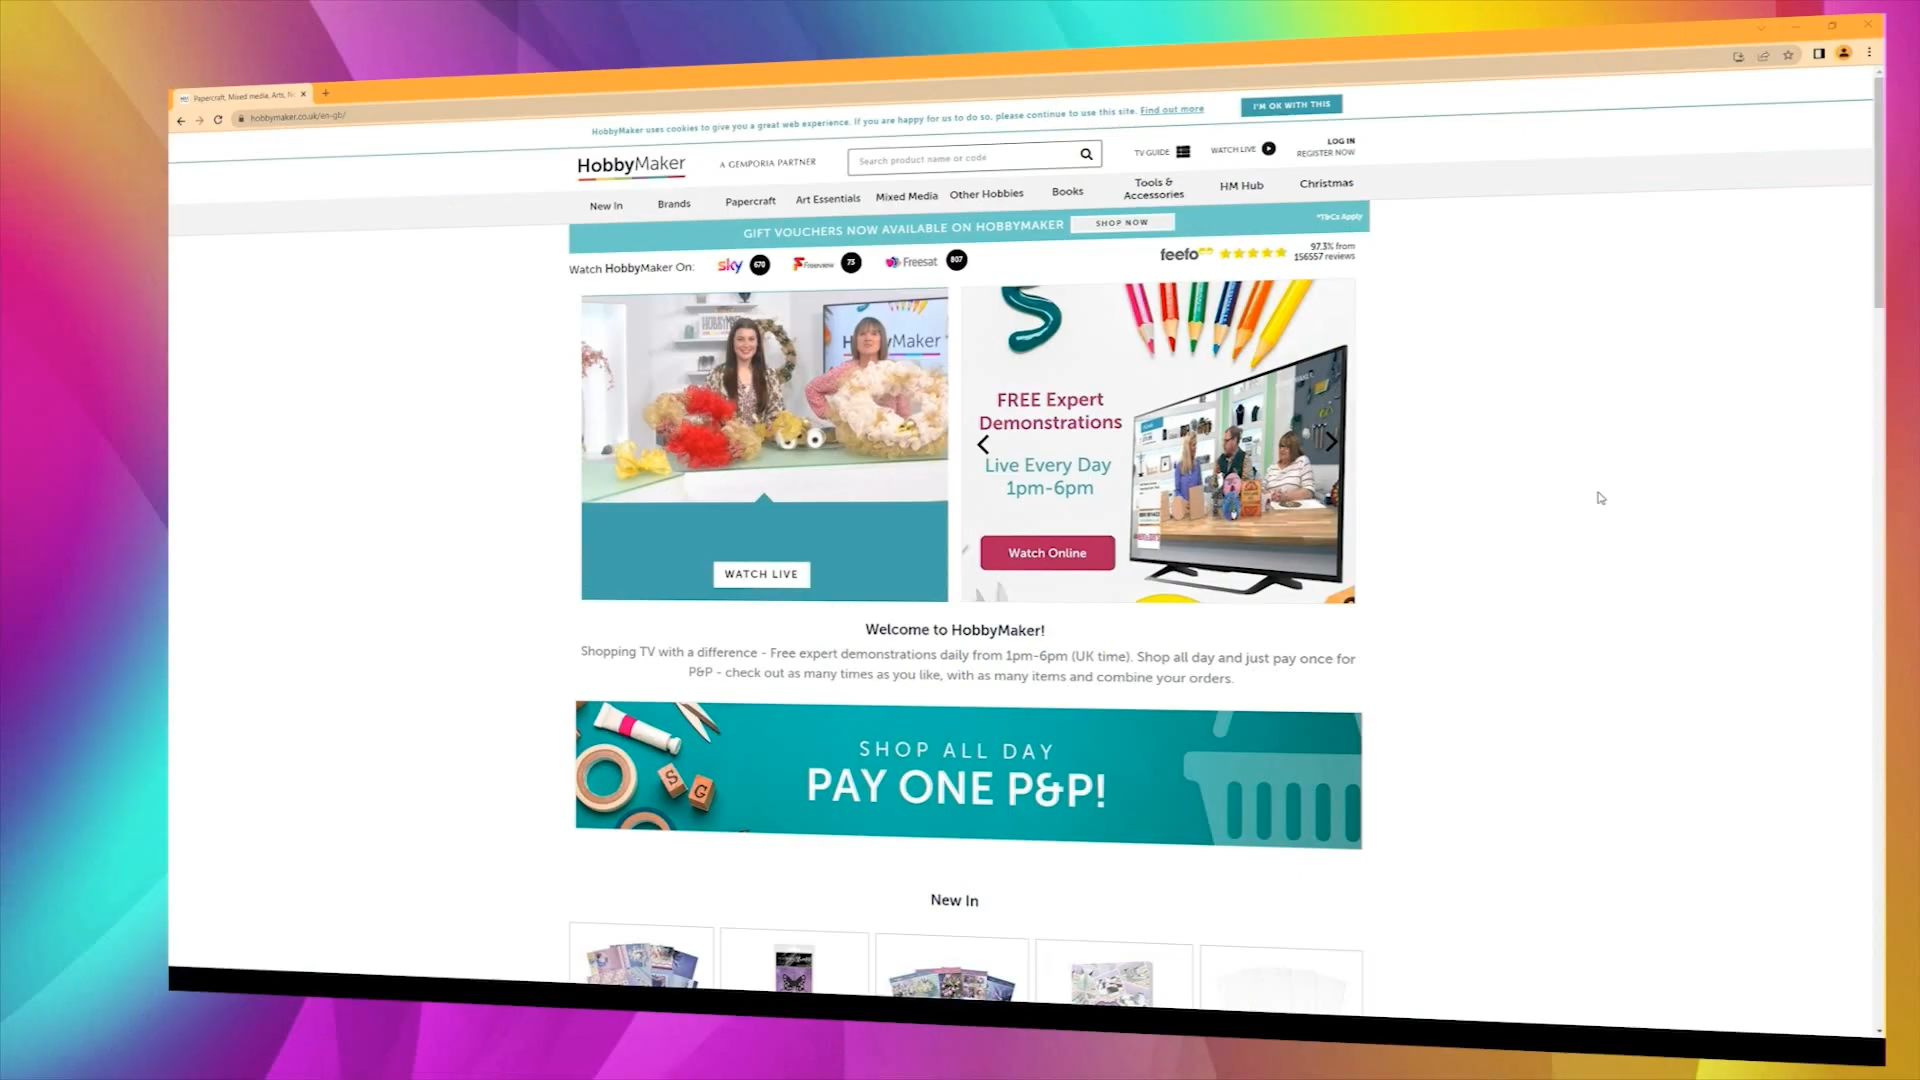 Papercraft, Mixed media, Arts, N
hobbymaker.co.uk/en-gb/
HobbyMaker uses cookies to give you a great web experience. If you are happy for us to do so, please continue to use this site. Find out more
I'M OK WITH THIS
HobbyMaker
A GEMPORIA PARTNER
Search product name or code
TV GUIDE
WATCH LIVE
LOG IN
REGISTER NOW
New In
Brands
Papercraft
Art Essentials
Mixed Media
Other Hobbies
Books
Tools &
Accessories
HM Hub
Christmas
GIFT VOUCHERS NOW AVAILABLE ON HOBBYMAKER
SHOP NOW
*T&Cs Apply
Watch HobbyMaker On:
sky
670
Freeview
73
Freesat
807
feefo
97.3% from
156557 reviews
FREE Expert
Demonstrations
Live Every Day
1pm-6pm
Watch Online
WATCH LIVE
Welcome to HobbyMaker!
Shopping TV with a difference - Free expert demonstrations daily from 1pm-6pm (UK time). Shop all day and just pay once for
P&P - check out as many times as you like, with as many items and combine your orders.
SHOP ALL DAY
PAY ONE P&P!
S
G
New In